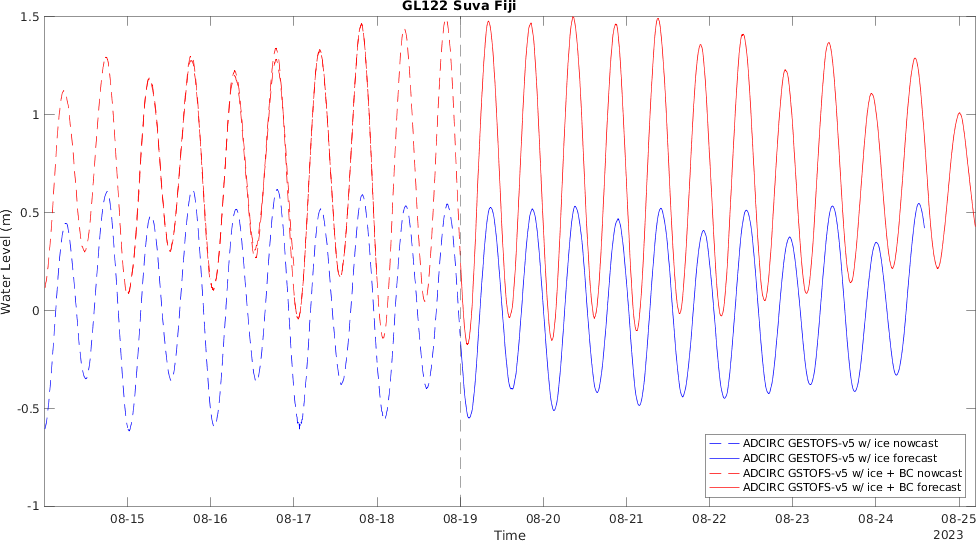 GL122 Suva Fiji
1.5
1
0.5
0
-0.5
-1
Water Level (m)
08-15 08-16 08-17 08-18 08-19 08-20 08-21 08-22 08-23 08-24 08-25
Time
2023
ADCIRC GESTOFS-v5 w/ ice nowcast
ADCIRC GESTOFS-v5 w/ ice forecast
ADCIRC GSTOFS-v5 w/ ice + BC nowcast
ADCIRC GSTOFS-v5 w/ ice + BC forecast